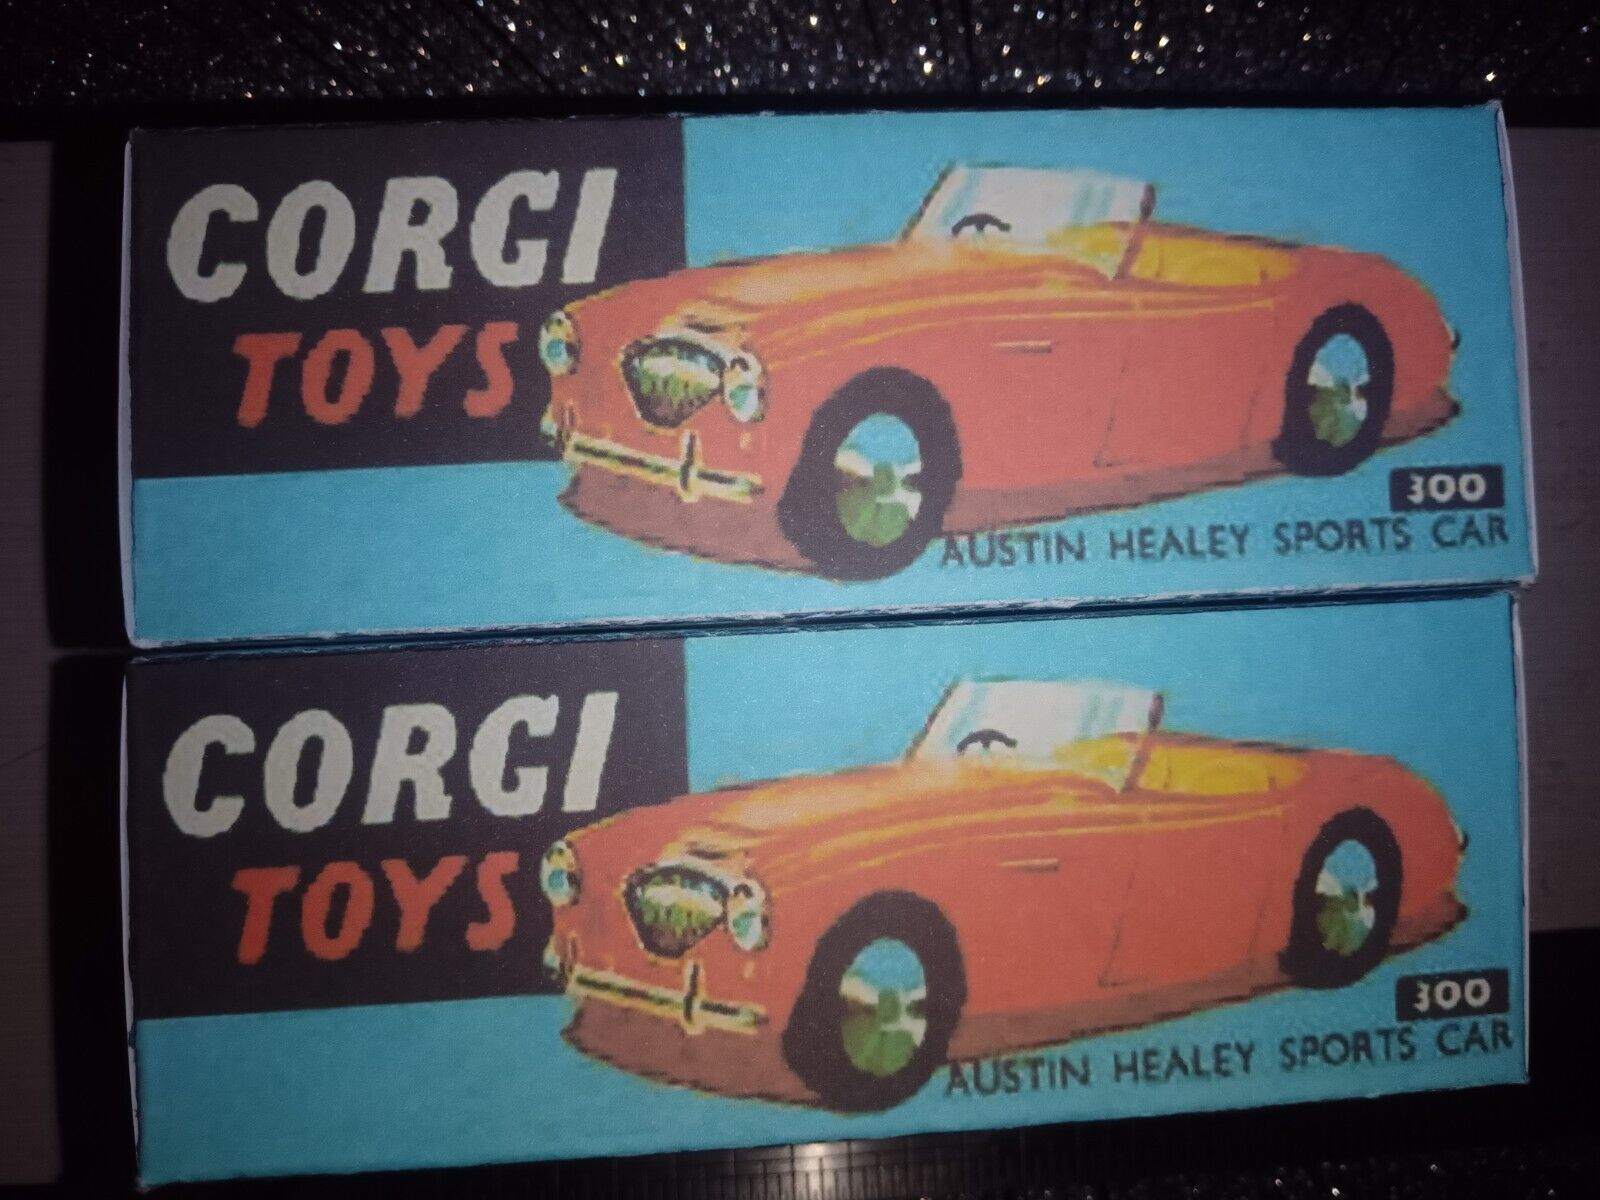 CORGI
TOYS
300
AUSTIN HEALEY SPORTS CAR
CORGI
TOYS
300
AUSTIN HEALEY SPORTS CAR